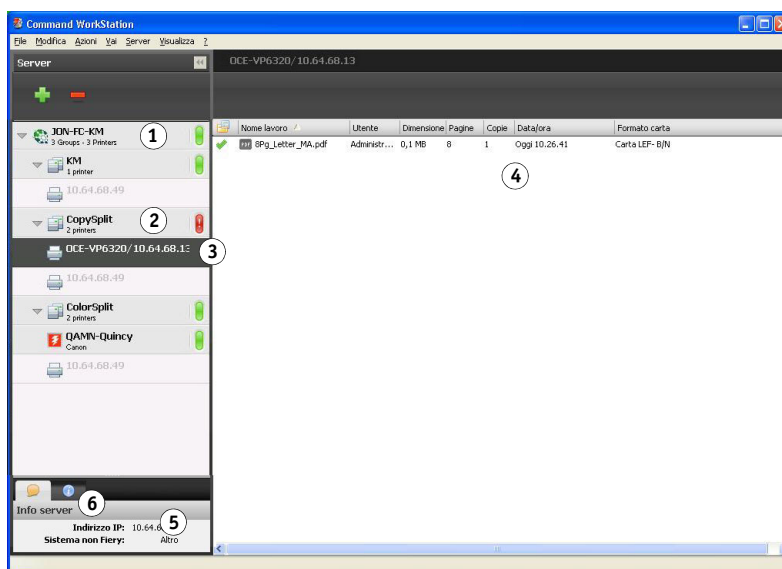 Command WorkStation
File Modifica Azioni Vai Server Visualizza ?
Server
OCE-VP6320/10.64.68.13
JON-FC-KM
3 Groups - 3 Printers
1
KM
1 printer
10.64.68.49
CopySplit
2 printers
2
OCE-VP6320/10.64.68.13
3
10.64.68.49
ColorSplit
2 printers
QAMN-Quincy
Canon
10.64.68.49
Nome lavoro Utente Dimensione Pagine Copie Data/ora Formato carta
PDF 8Pg_Letter_MA.pdf Administr... 0,1 MB 8 1 Oggi 10.26.41 Carta LEF- B/N
4
6
Info server
Indirizzo IP: 10.64.6
5
Sistema non Fiery: Altro